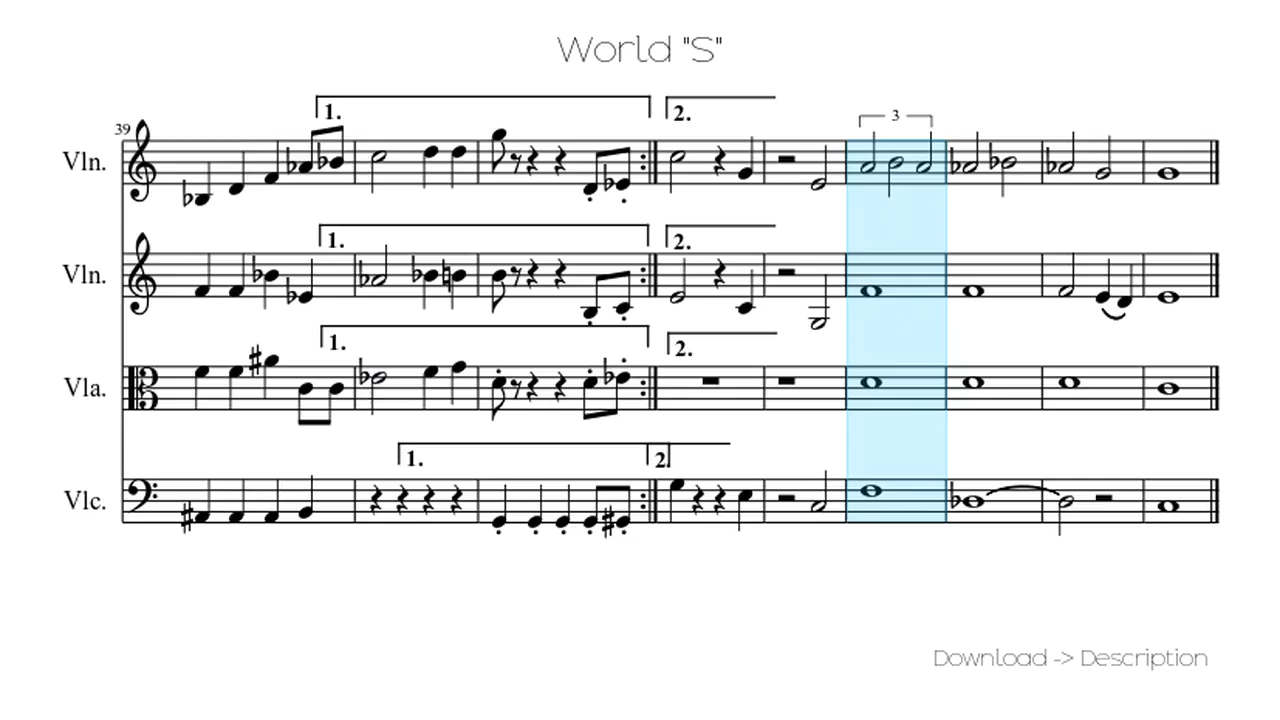 World "S"
1.
39
2.
3
Vln.
1.
2.
Vln.
1.
2.
Vla.
1.
2.
Vlc.
Download -> Description